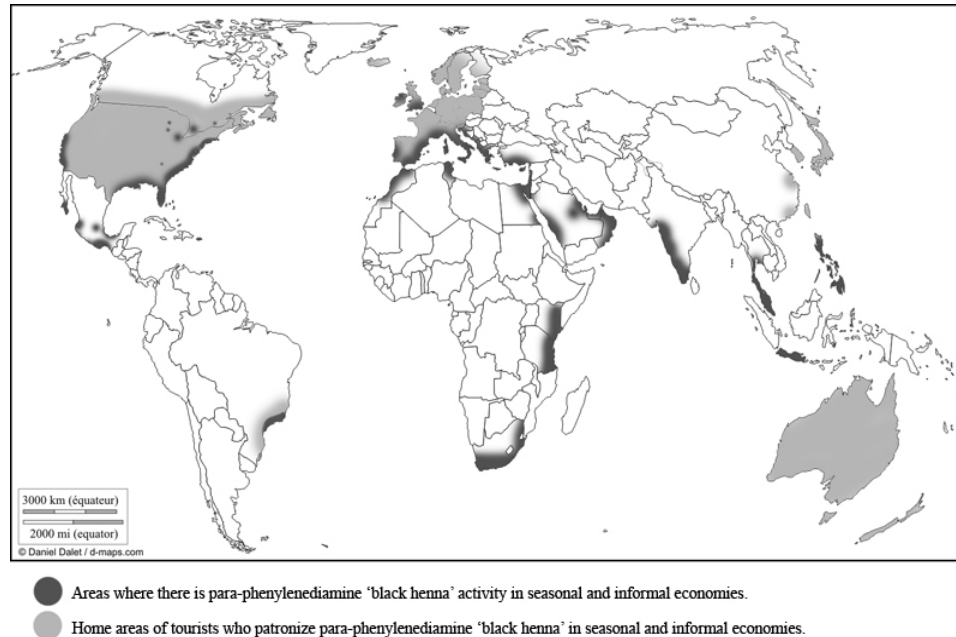 3000 km (équateur)
2000 mi (equator)
© Daniel Dalet / d-maps.com
Areas where there is para-phenylenediamine ‘black henna’ activity in seasonal and informal economies.
Home areas of tourists who patronize para-phenylenediamine ‘black henna’ in seasonal and informal economies.